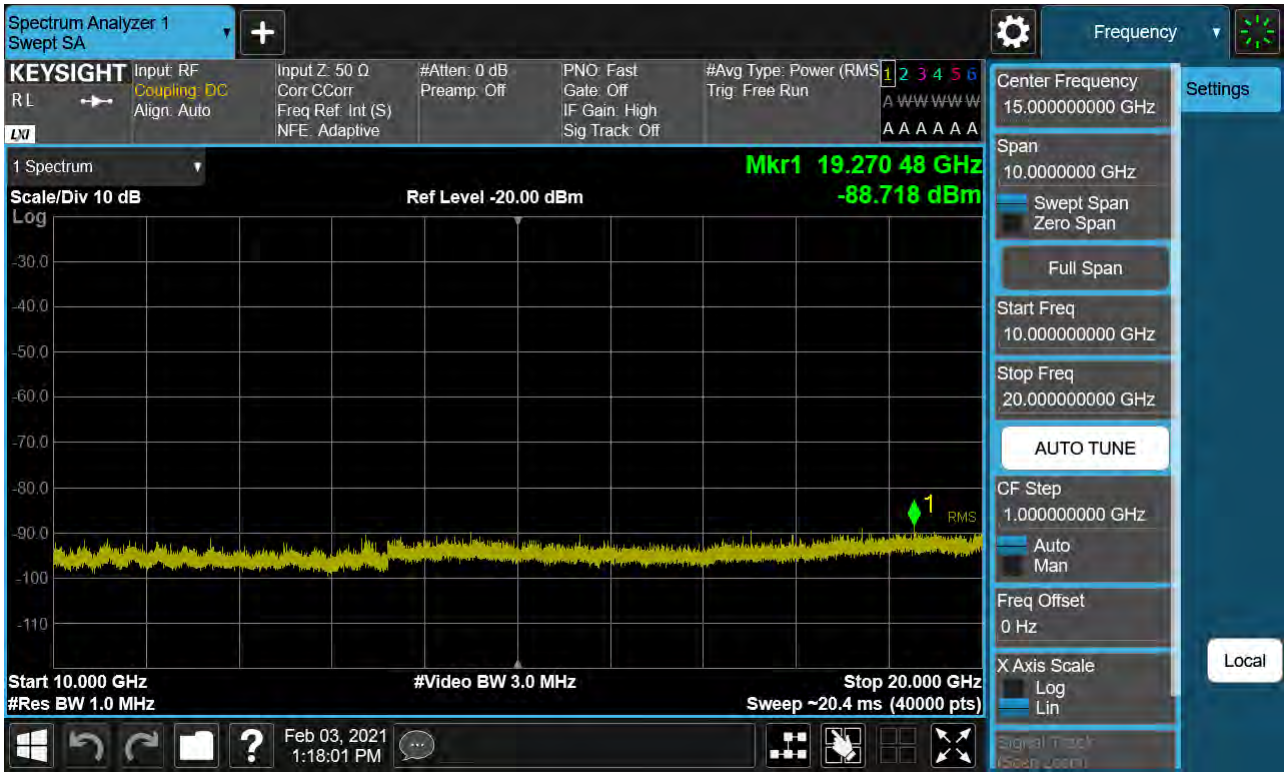 Spectrum Analyzer 1
Swept SA
+
Frequency
KEYSIGHT
RL
LXI
Input: RF
Coupling: DC
Align: Auto
Input Z: 50 Ω
Corr CCorr
Freq Ref: Int (S)
NFE: Adaptive
#Atten: 0 dB
Preamp: Off
PNO: Fast
Gate: Off
IF Gain: High
Sig Track: Off
#Avg Type: Power (RMS
Trig: Free Run
1 2 3 4 5 6
A W W W W W
A A A A A A
1 Spectrum
Scale/Div 10 dB
Log
Ref Level -20.00 dBm
Mkr1 19.270 48 GHz
-88.718 dBm
-30.0
-40.0
-50.0
-60.0
-70.0
-80.0
-90.0
-100
-110
1
RMS
Start 10.000 GHz
#Res BW 1.0 MHz
#Video BW 3.0 MHz
Stop 20.000 GHz
Sweep ~20.4 ms (40000 pts)
Center Frequency
15.000000000 GHz
Span
10.0000000 GHz
Swept Span
Zero Span
Full Span
Start Freq
10.000000000 GHz
Stop Freq
20.000000000 GHz
AUTO TUNE
CF Step
1.000000000 GHz
Auto
Man
Freq Offset
0 Hz
X Axis Scale
Log
Lin
Signal Track
(Span Zoom)
Settings
Local
?
Feb 03, 2021
1:18:01 PM